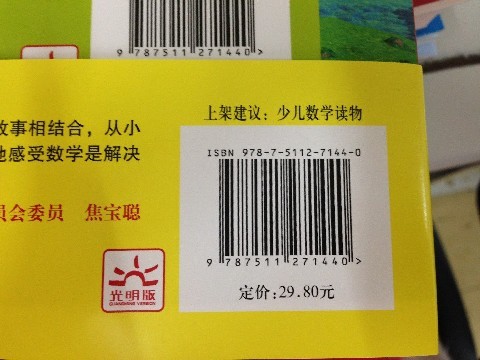 9 787511 271440 >
上架建议：少儿数学读物
故事相结合，从小
地感受数学是解决
ISBN 978-7-5112-7144-0
员会委员 焦宝聪
9 787511 271440 >
光明版
GUANGMING VERSION
定价：29.80元